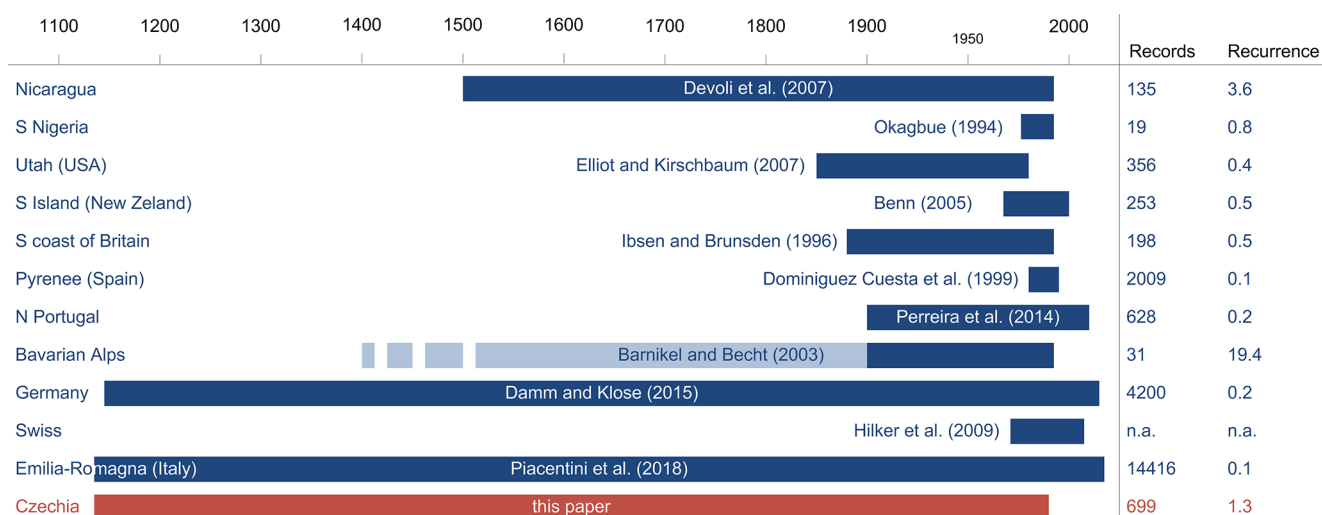 1100 1200 1300 1400 1500 1600 1700 1800 1900 1950 2000 Records Recurrence
Nicaragua Devoli et al. (2007) 135 3.6
S Nigeria Okagbue (1994) 19 0.8
Utah (USA) Elliot and Kirschbaum (2007) 356 0.4
S Island (New Zeland) Benn (2005) 253 0.5
S coast of Britain Ibsen and Brunsden (1996) 198 0.5
Pyrenee (Spain) Dominiguez Cuesta et al. (1999) 2009 0.1
N Portugal Perreira et al. (2014) 628 0.2
Bavarian Alps Barnikel and Becht (2003) 31 19.4
Germany Damm and Klose (2015) 4200 0.2
Swiss Hilker et al. (2009) n.a. n.a.
Emilia-Romagna (Italy) Piacentini et al. (2018) 14416 0.1
Czechia this paper 699 1.3